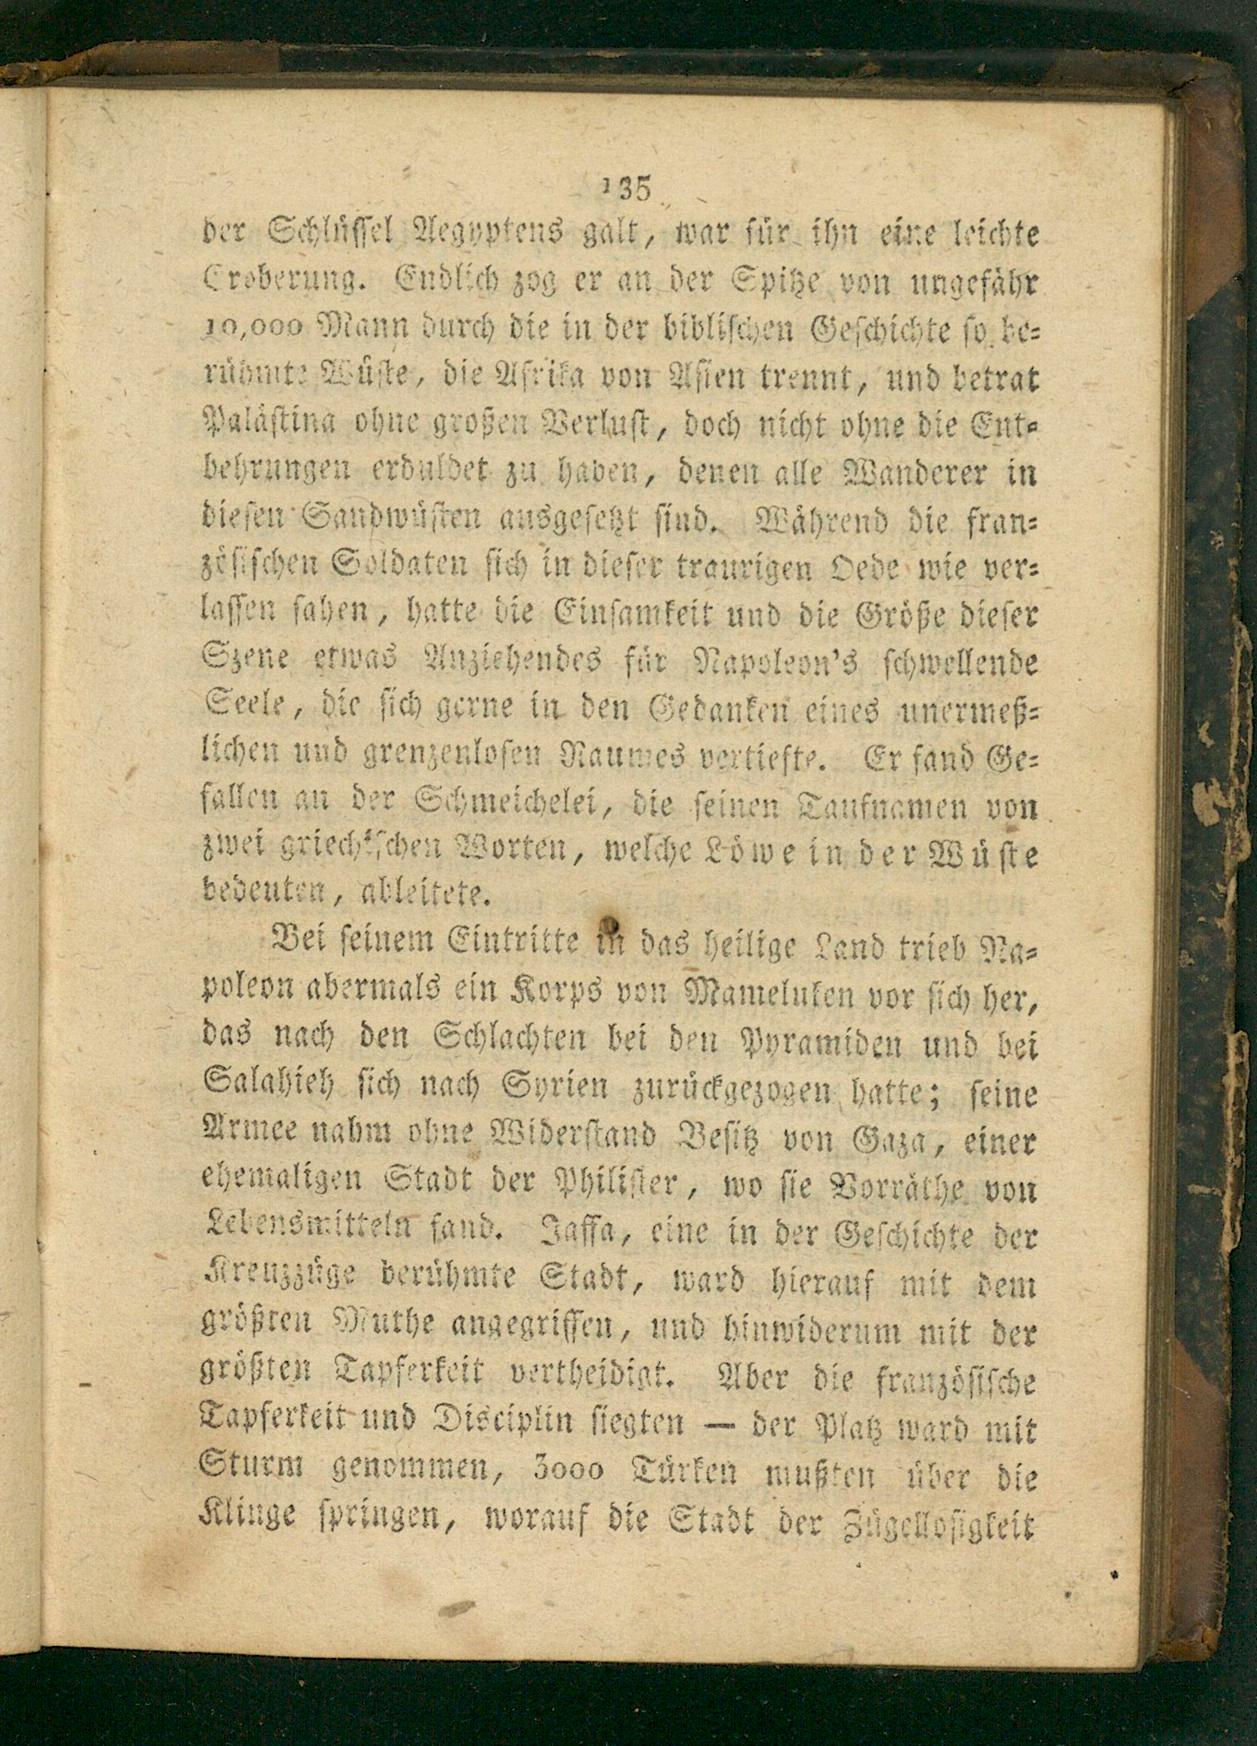 135
der Schlüssel Aegyptens galt, war für ihn eine leichte
Eroberung. Endlich zog er an der Spitze von ungefähr
10,000 Mann durch die in der biblischen Geschichte so be-
rühmte Wüste, die Afrika von Asien trennt, und betrat
Palästina ohne großen Verlust, doch nicht ohne die Ent-
behrungen erduldet zu haben, denen alle Wanderer in
diesen Sandwüsten ausgesetzt sind. Während die fran-
zösischen Soldaten sich in dieser traurigen Oede wie ver-
lassen sahen, hatte die Einsamkeit und die Größe dieser
Szene etwas Anziehendes für Napoleon's schwellende
Seele, die sich gerne in den Gedanken eines unermeß-
lichen und grenzenlosen Raumes vertiefte. Er fand Ge-
fallen an der Schmeichelei, die seinen Taufnamen von
zwei griechischen Worten, welche Löwe in der Wüste
bedeuten, ableitete.
Bei seinem Eintritte in das heilige Land trieb Na-
poleon abermals ein Korps von Mameluken vor sich her,
das nach den Schlachten bei den Pyramiden und bei
Salahieh sich nach Syrien zurückgezogen hatte; seine
Armee nahm ohne Widerstand Besitz von Gaza, einer
ehemaligen Stadt der Philister, wo sie Vorräthe von
Lebensmitteln fand. Jaffa, eine in der Geschichte der
Kreuzzüge berühmte Stadt, ward hierauf mit dem
größten Muthe angegriffen, und hinwiderum mit der
größten Tapferkeit vertheidigt. Aber die französische
Tapferkeit und Disciplin siegten — der Platz ward mit
Sturm genommen, 3000 Türken mußten über die
Klinge springen, worauf die Stadt der Zügellosigkeit